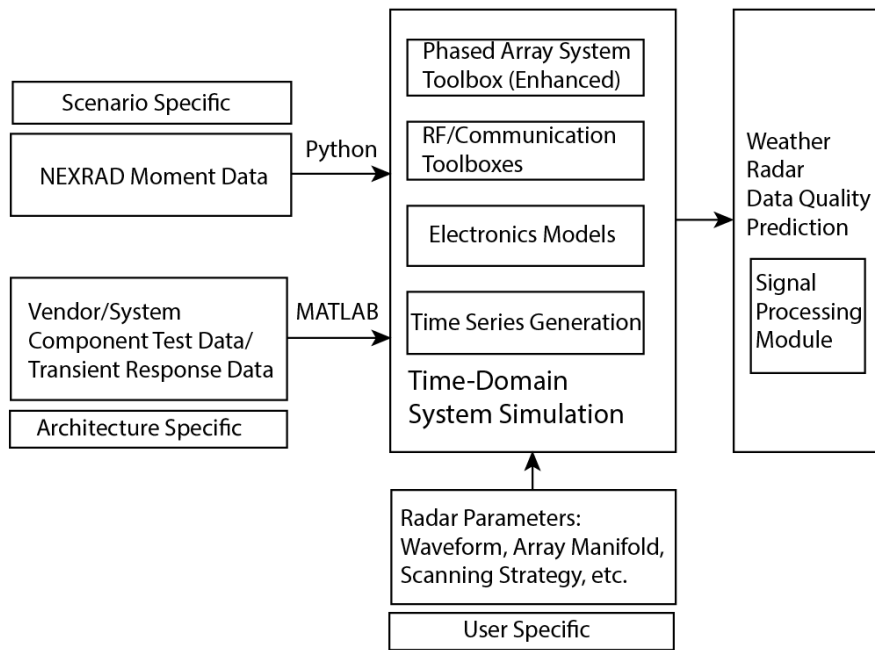 Scenario Specific
NEXRAD Moment Data
Python
Vendor/System
Component Test Data/
Transient Response Data
MATLAB
Architecture Specific
Phased Array System
Toolbox (Enhanced)
RF/Communication
Toolboxes
Electronics Models
Time Series Generation
Time-Domain
System Simulation
Radar Parameters:
Waveform, Array Manifold,
Scanning Strategy, etc.
User Specific
Weather
Radar
Data Quality
Prediction
Signal
Processing
Module